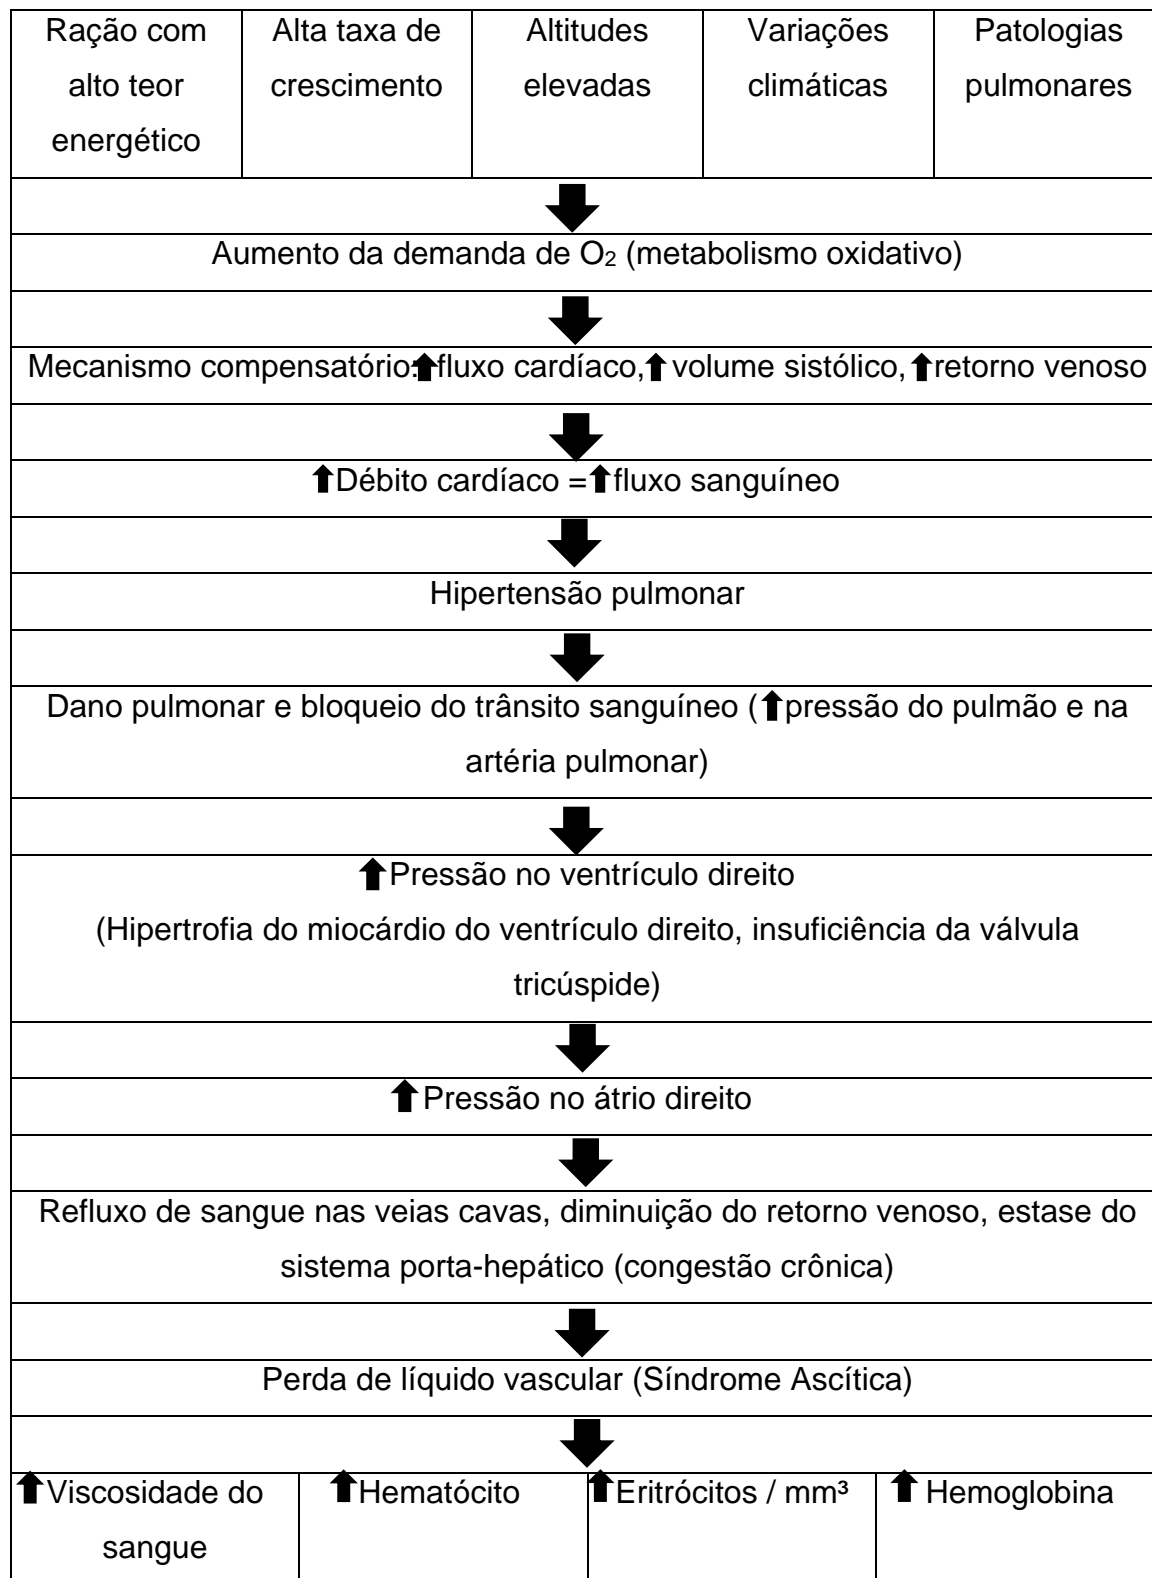 Ração com
alto teor
energético
Alta taxa de
crescimento
Altitudes
elevadas
Variações
climáticas
Patologias
pulmonares
Aumento da demanda de O₂ (metabolismo oxidativo)
Mecanismo compensatório:⬆fluxo cardíaco,⬆ volume sistólico, ⬆retorno venoso
⬆Débito cardíaco =⬆fluxo sanguíneo
Hipertensão pulmonar
Dano pulmonar e bloqueio do trânsito sanguíneo (⬆pressão do pulmão e na
artéria pulmonar)
⬆Pressão no ventrículo direito
(Hipertrofia do miocárdio do ventrículo direito, insuficiência da válvula
tricúspide)
⬆Pressão no átrio direito
Refluxo de sangue nas veias cavas, diminuição do retorno venoso, estase do
sistema porta-hepático (congestão crônica)
Perda de líquido vascular (Síndrome Ascítica)
⬆Viscosidade do
sangue
⬆Hematócito
⬆Eritrócitos / mm³
⬆ Hemoglobina